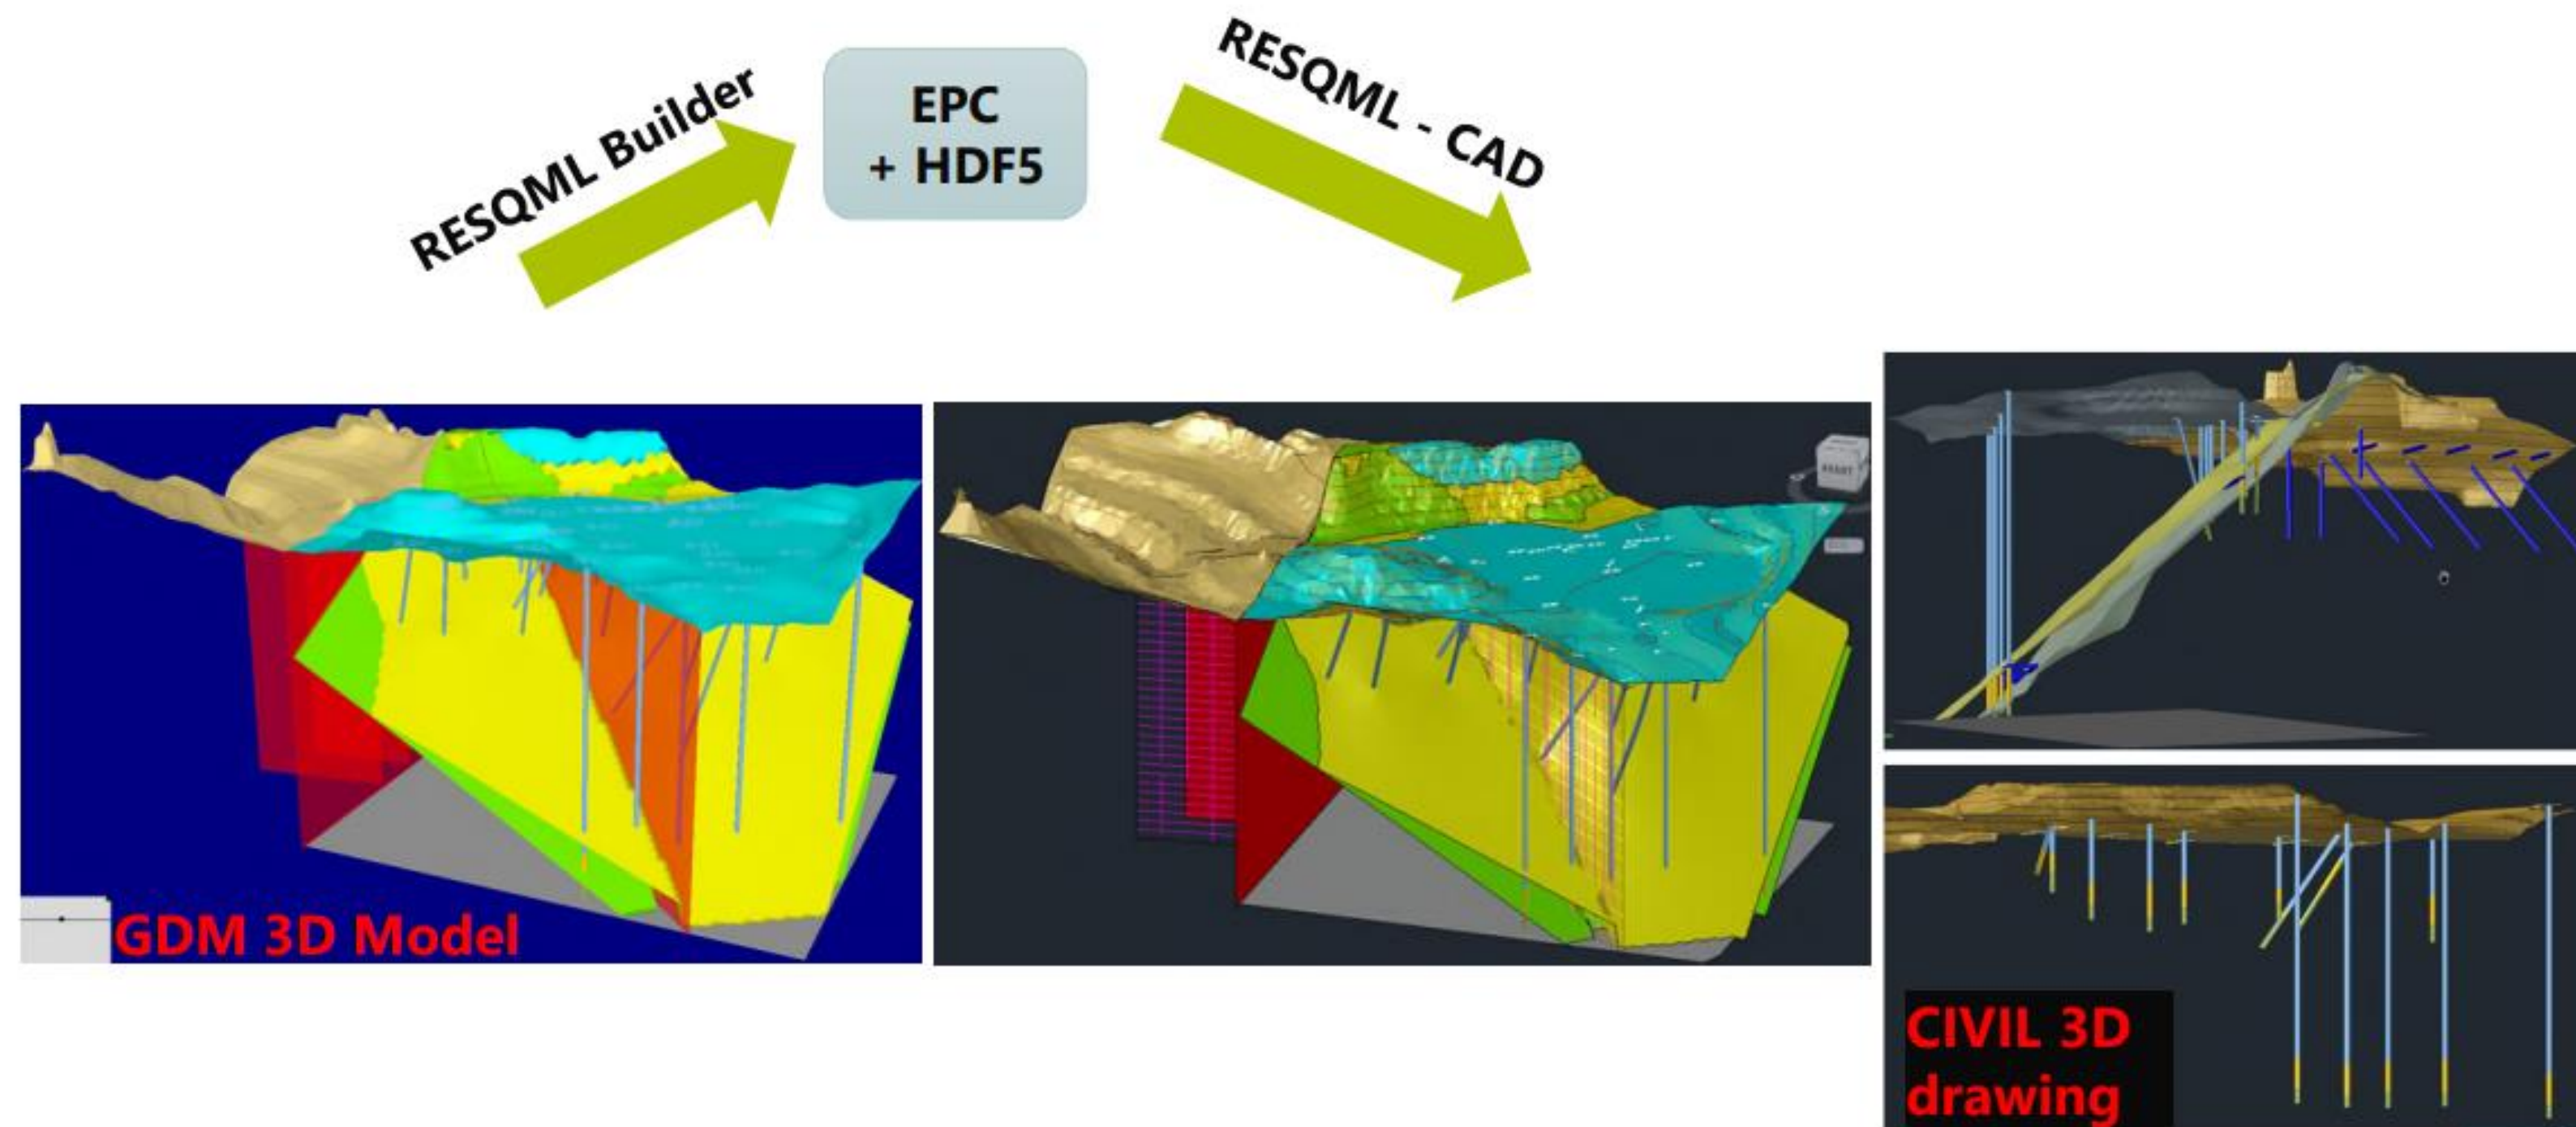 RESQML Builder
EPC
+ HDF5
RESQML - CAD
GDM 3D Model
CIVIL 3D
drawing